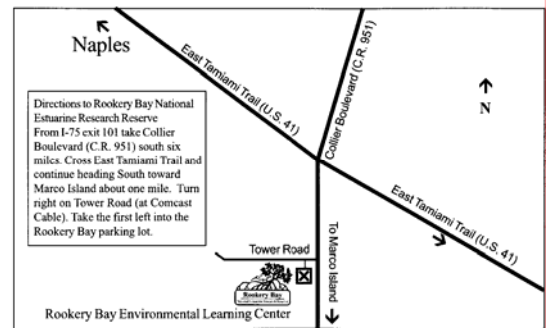 Naples
East Tamiami Trail (U.S. 41)
Collier Boulevard (C.R. 951)
N
Directions to Rookery Bay National
Estuarine Research Reserve
From I-75 exit 101 take Collier
Boulevard (C.R. 951) south six
miles. Cross East Tamiami Trail and
continue heading South toward
Marco Island about one mile. Turn
right on Tower Road (at Comcast
Cable). Take the first left into the
Rookery Bay parking lot.
East Tamiami Trail (U.S. 41)
To Marco Island
Tower Road
Rookery Bay
Rookery Bay Environmental Learning Center